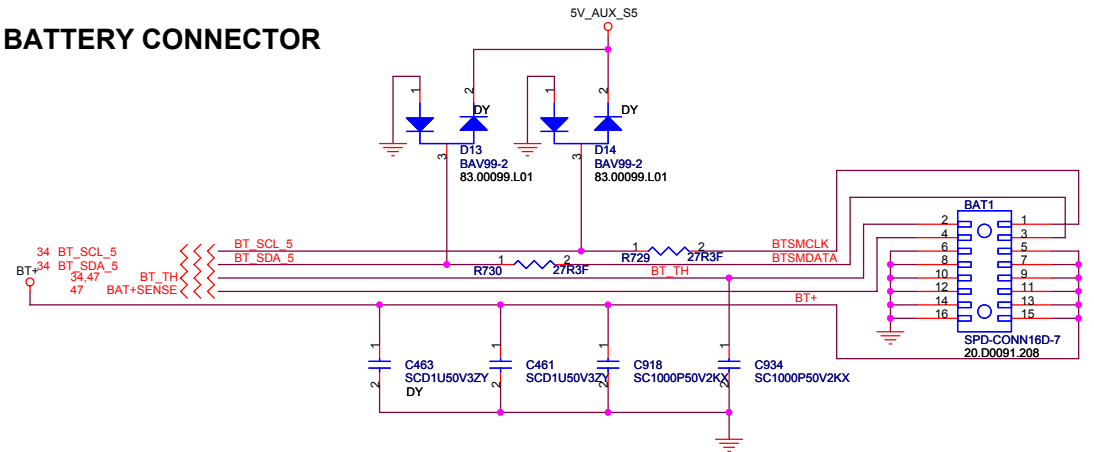 5V_AUX_S5
BATTERY CONNECTOR
1 2 DY 1 2 DY
3 D13 3 D14
BAV99-2 BAV99-2
83.00099.L01 83.00099.L01
BAT1
2 1
4 3
6 5
8 7
10 9
12 11
14 13
16 15
SPD-CONN16D-7
20.D0091.208
34 BT_SCL_5 BT_SCL_5 1 R729 2 27R3F BTSMCLK
34 BT_SDA_5 BT_SDA_5 R730 1 2 27R3F BTSMDATA
BT+ 34,47 BT_TH BT_TH
47 BAT+SENSE
BT+
1 1 1 1
C463 C461 C918 C934
SCD1U50V3ZY SCD1U50V3ZY SC1000P50V2KX SC1000P50V2KX
2 2 2 2
DY